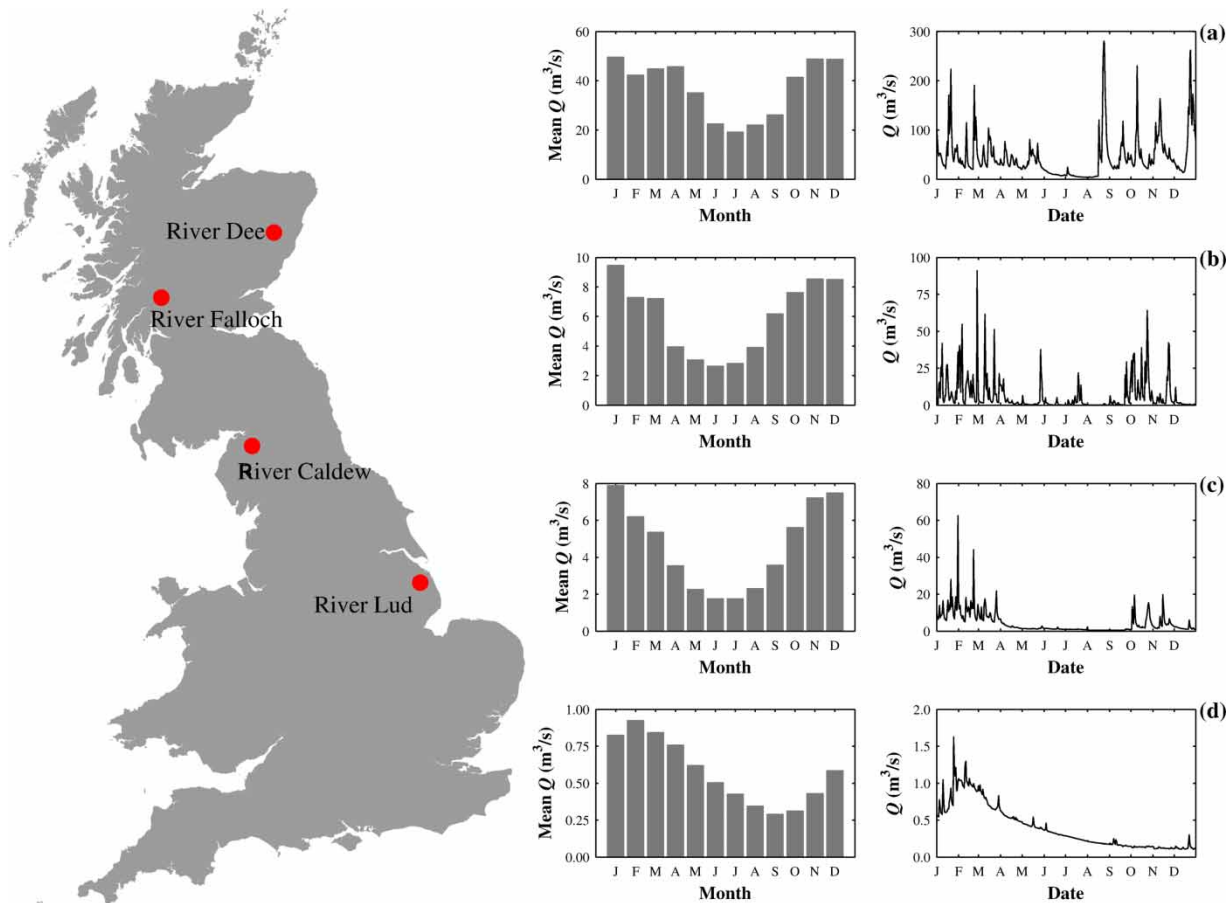 River Dee
River Falloch
River Caldew
River Lud
(a)
Mean Q (m³/s)
60
40
20
0
J F M A M J J A S O N D
Month
Q (m³/s)
300
200
100
0
J F M A M J J A S O N D
Date
(b)
Mean Q (m³/s)
10
8
6
4
2
0
J F M A M J J A S O N D
Month
Q (m³/s)
100
75
50
25
0
J F M A M J J A S O N D
Date
(c)
Mean Q (m³/s)
8
6
4
2
0
J F M A M J J A S O N D
Month
Q (m³/s)
80
60
40
20
0
J F M A M J J A S O N D
Date
(d)
Mean Q (m³/s)
1.00
0.75
0.50
0.25
0.00
J F M A M J J A S O N D
Month
Q (m³/s)
2.0
1.5
1.0
0.5
0.0
J F M A M J J A S O N D
Date